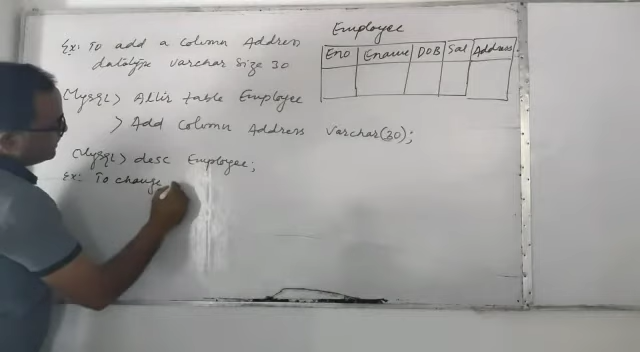 Employee
Eno Ename DOB Sal Address
Ex: To add a column Address
datatype varchar size 30
Mysql> Alter table Employee
> Add column Address varchar(30);
Mysql> desc Employee;
Ex: To change